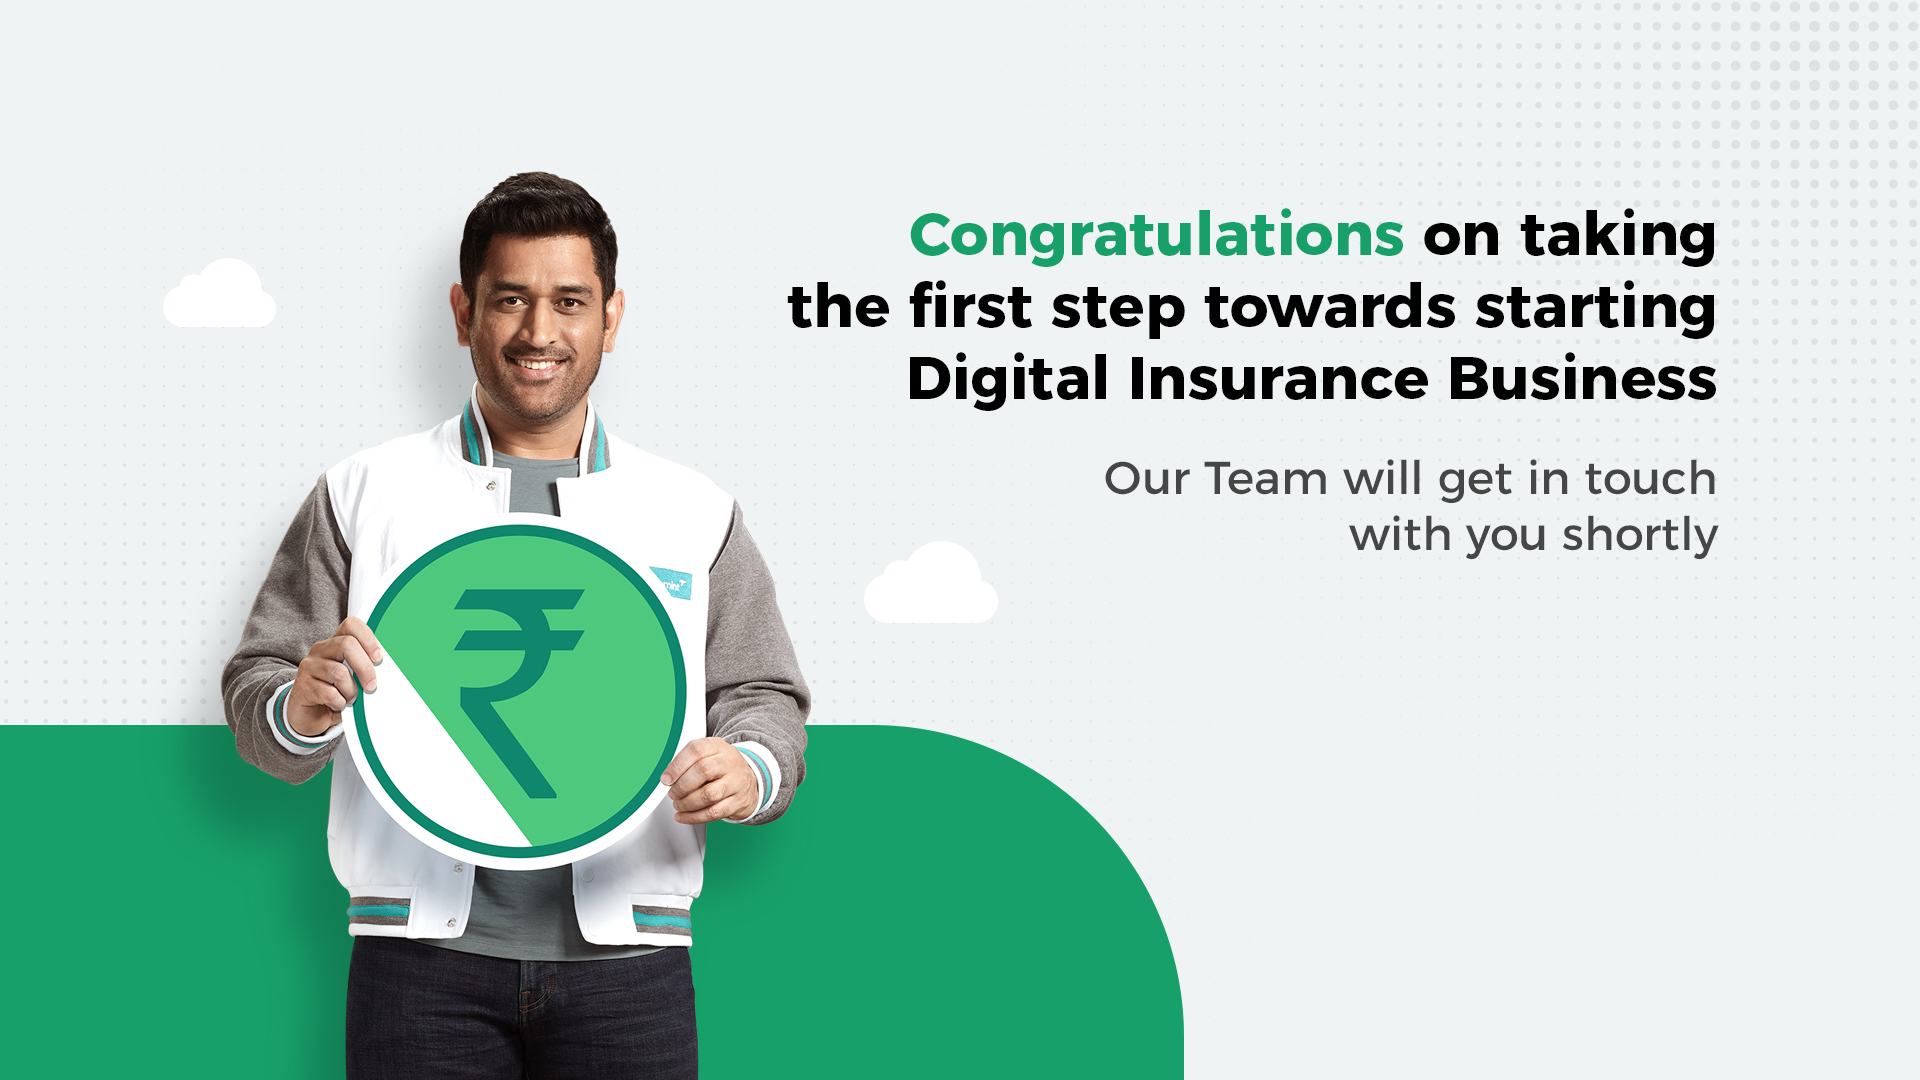 Congratulations on taking
the first step towards starting
Digital Insurance Business
Our Team will get in touch
with you shortly
mint
₹